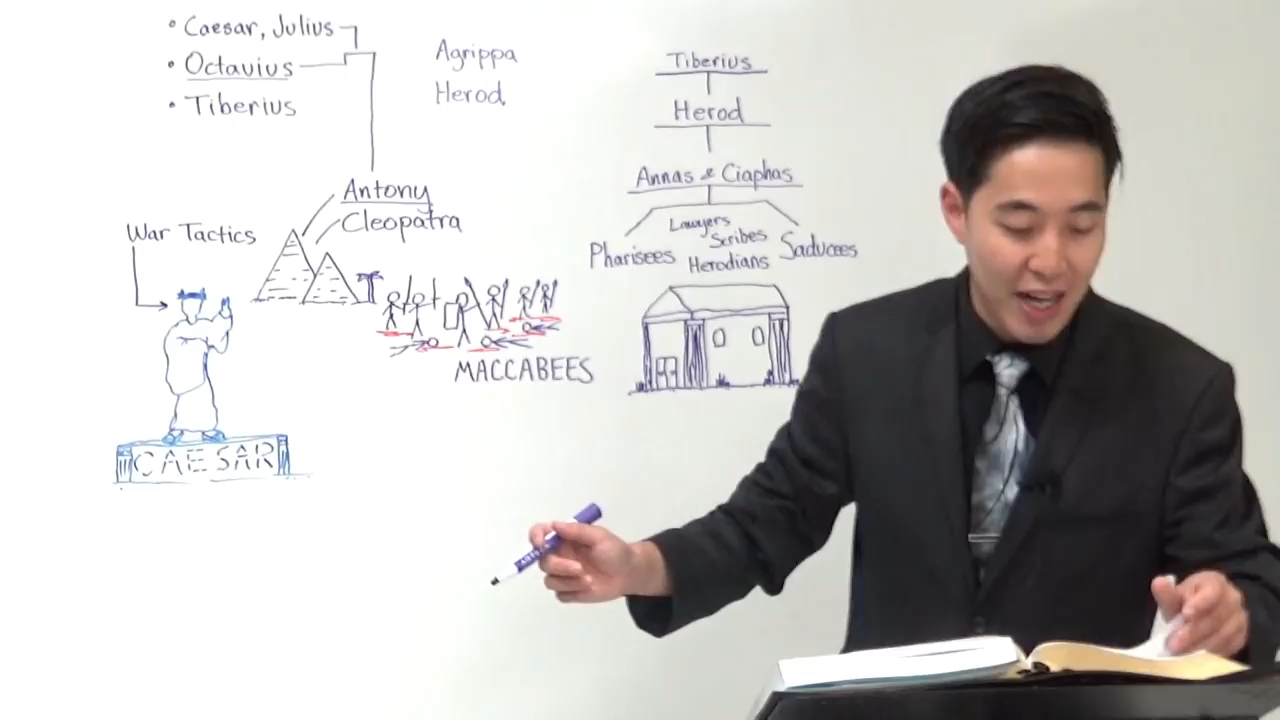 • Caesar, Julius
• Octavius
• Tiberius
Agrippa
Herod
Antony
Cleopatra
War Tactics
CAESAR
MACCABEES
Tiberius
Herod
Annas & Ciaphas
Pharisees
Lawyers
Scribes
Herodians
Saducees